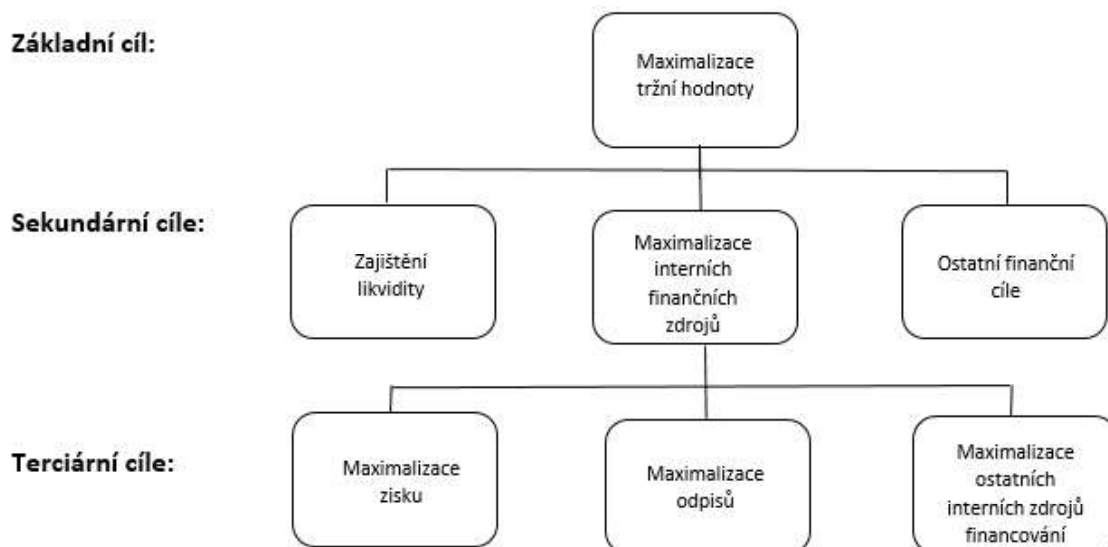 Základní cíl:
Maximalizace
tržní hodnoty
Sekundární cíle:
Zajištění
likvidity
Maximalizace
interních
finančních
zdrojů
Ostatní finanční
cíle
Terciární cíle:
Maximalizace
zisku
Maximalizace
odpisů
Maximalizace
ostatních
interních zdrojů
financování